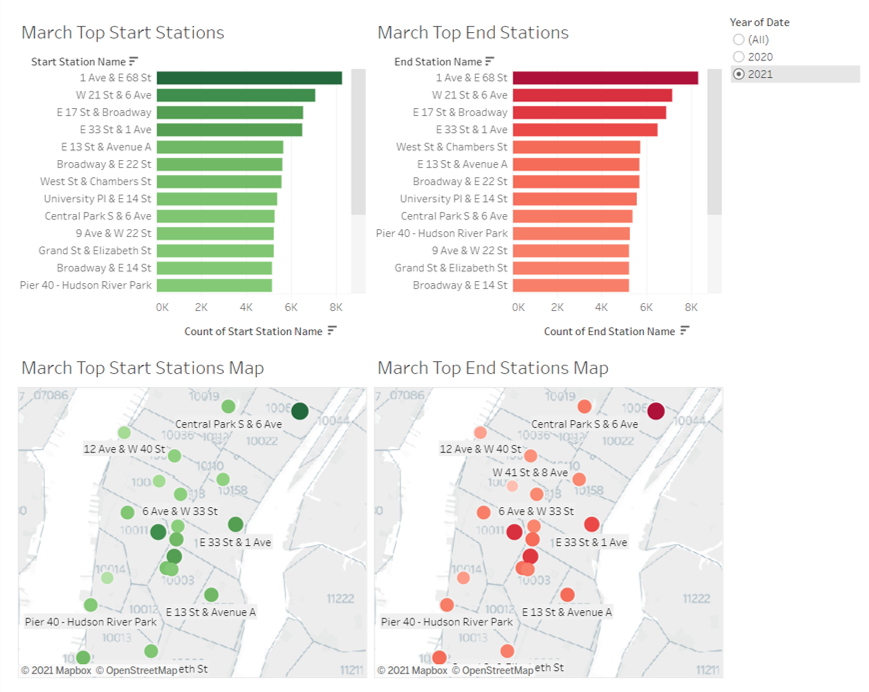 March Top Start Stations
Start Station Name
1 Ave & E 68 St
W 21 St & 6 Ave
E 17 St & Broadway
E 33 St & 1 Ave
E 13 St & Avenue A
Broadway & E 22 St
West St & Chambers St
University Pl & E 14 St
Central Park S & 6 Ave
9 Ave & W 22 St
Grand St & Elizabeth St
Broadway & E 14 St
Pier 40 - Hudson River Park
0K 2K 4K 6K 8K
Count of Start Station Name
March Top End Stations
End Station Name
1 Ave & E 68 St
W 21 St & 6 Ave
E 17 St & Broadway
E 33 St & 1 Ave
West St & Chambers St
E 13 St & Avenue A
Broadway & E 22 St
University Pl & E 14 St
Central Park S & 6 Ave
Pier 40 - Hudson River Park
9 Ave & W 22 St
Grand St & Elizabeth St
Broadway & E 14 St
0K 2K 4K 6K 8K
Count of End Station Name
Year of Date
(All)
2020
2021
March Top Start Stations Map
07086
10019
Central Park S & 6 Ave
10044
10036
10022
12 Ave & W 40 St
10110
10158
6 Ave & W 33 St
10011
E 33 St & 1 Ave
10014
10003
11222
10012
E 13 St & Avenue A
Pier 40 - Hudson River Park
10013
10002
eth St
© 2021 Mapbox © OpenStreetMap
11211
March Top End Stations Map
07086
10019
Central Park S & 6 Ave
10044
10036
10022
12 Ave & W 40 St
W 41 St & 8 Ave
10158
6 Ave & W 33 St
10011
E 33 St & 1 Ave
10014
10003
11222
10012
E 13 St & Avenue A
Pier 40 - Hudson River Park
10013
10002
eth St
© 2021 Mapbox © OpenStreetMap
11211